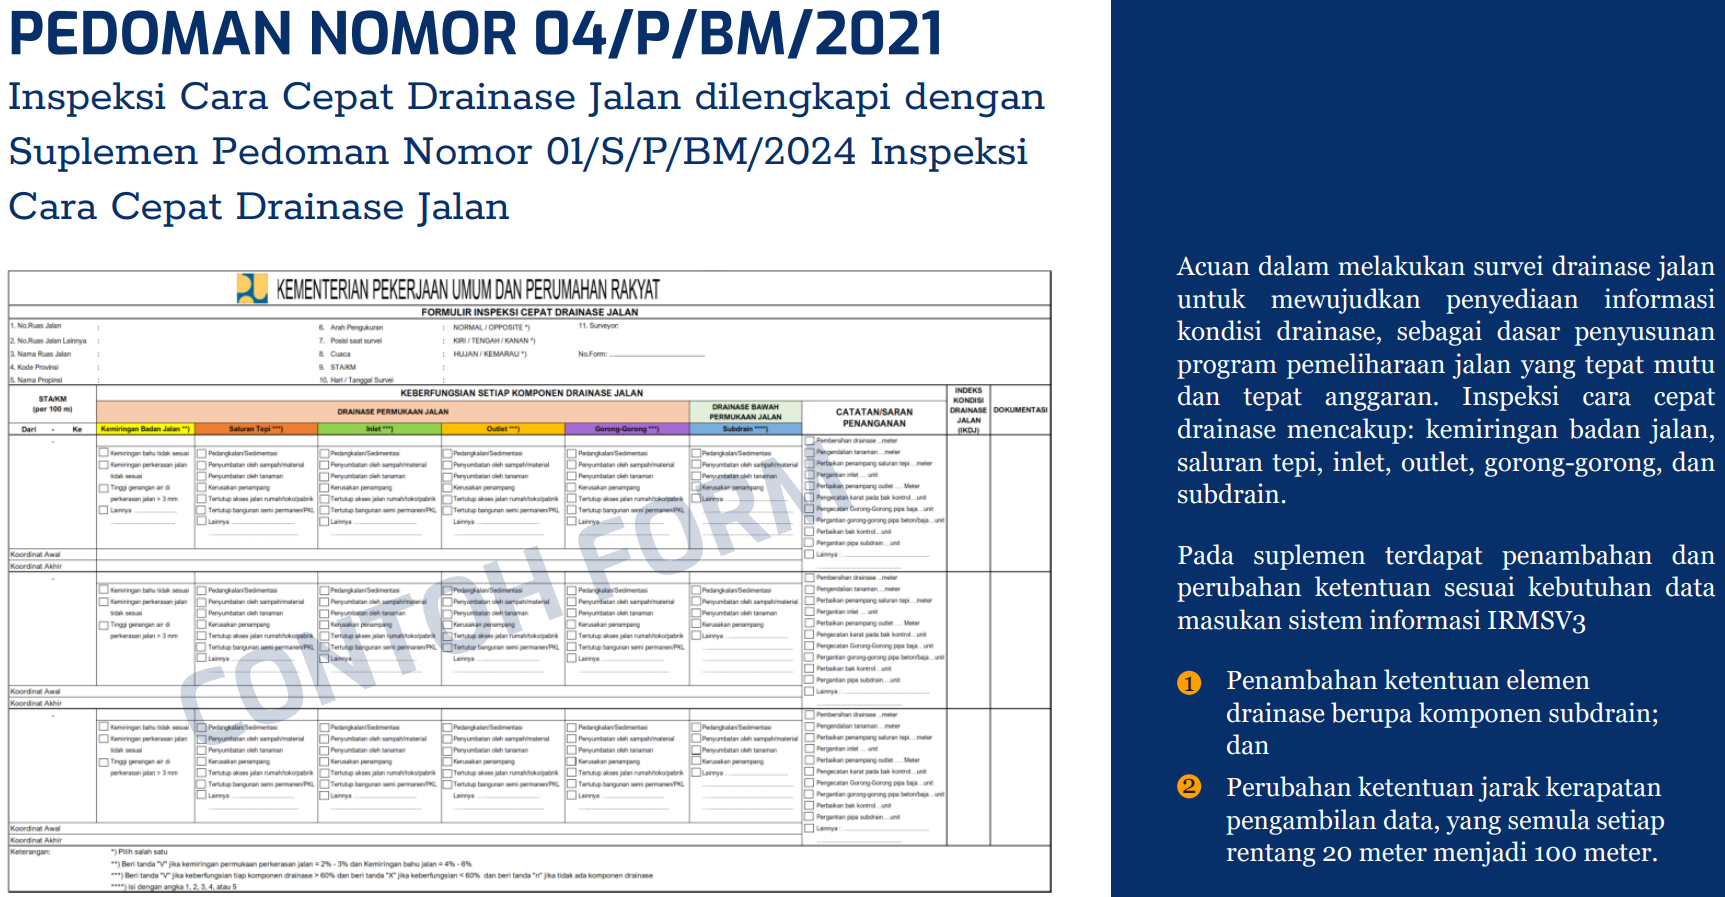 PEDOMAN NOMOR 04/P/BM/2021
Inspeksi Cara Cepat Drainase Jalan dilengkapi dengan
Suplemen Pedoman Nomor 01/S/P/BM/2024 Inspeksi
Cara Cepat Drainase Jalan
KEMENTERIAN PEKERJAAN UMUM DAN PERUMAHAN RAKYAT
FORMULIR INSPEKSI CEPAT DRAINASE JALAN
1. No.Ruas Jalan :
2. No.Ruas Jalan Lainnya :
3. Nama Ruas Jalan :
4. Kode Provinsi :
5. Nama Propinsi :
6. Arah Pengukuran : NORMAL / OPPOSITE *)
7. Posisi saat survei : KIRI / TENGAH / KANAN *)
8. Cuaca : HUJAN / KEMARAU *)
9. STA/KM :
10. Hari / Tanggal Survei :
11. Surveyor:
No.Form:
STA/KM
(per 100 m)
Dari - Ke
KEBERFUNGSIAN SETIAP KOMPONEN DRAINASE JALAN
DRAINASE PERMUKAAN JALAN
DRAINASE BAWAH
PERMUKAAN JALAN
Kemiringan Badan Jalan **)
Saluran Tepi ***)
Inlet ***)
Outlet ***)
Gorong-Gorong ***)
Subdrain ****)
CATATAN/SARAN
PENANGANAN
INDEKS
KONDISI
DRAINASE
JALAN
(IKDJ)
DOKUMENTASI
-
Kemiringan bahu tidak sesuai
Kemiringan perkerasan jalan
tidak sesuai
Tinggi genangan air di
perkerasan jalan > 3 mm
Lainnya
Pedangkalan/Sedimentasi
Penyumbatan oleh sampah/material
Penyumbatan oleh tanaman
Kerusakan penampang
Tertutup akses jalan rumah/toko/pabrik
Tertutup bangunan semi permanen/PKL
Lainnya
Pembersihan drainase ...meter
Pengendalian tanaman....meter
Perbaikan penampang saluran tepi....meter
Pergantian inlet .... unit
Perbaikan penampang outlet .... Meter
Pengecatan karat pada bak kontrol...unit
Pengecatan Gorong-Gorong pipa baja...unit
Pergantian gorong-gorong pipa beton/baja...unit
Perbaikan bak kontrol...unit
Pergantian pipa subdrain....unit
Lainnya :
Koordinat Awal
Koordinat Akhir
CONTOH FORM
Keterangan:
*) Pilih salah satu
**) Beri tanda "V" jika kemiringan permukaan perkerasan jalan = 2% - 3% dan Kemiringan bahu jalan = 4% - 6%
***) Beri tanda "V" jika keberfungsian tiap komponen drainase > 60% dan beri tanda "X" jika keberfungsian < 60% dan beri tanda "n" jika tidak ada komponen drainase
****) isi dengan angka 1, 2, 3, 4, atau 5
Acuan dalam melakukan survei drainase jalan
untuk mewujudkan penyediaan informasi
kondisi drainase, sebagai dasar penyusunan
program pemeliharaan jalan yang tepat mutu
dan tepat anggaran. Inspeksi cara cepat
drainase mencakup: kemiringan badan jalan,
saluran tepi, inlet, outlet, gorong-gorong, dan
subdrain.
Pada suplemen terdapat penambahan dan
perubahan ketentuan sesuai kebutuhan data
masukan sistem informasi IRMSV3
1 Penambahan ketentuan elemen
drainase berupa komponen subdrain;
dan
2 Perubahan ketentuan jarak kerapatan
pengambilan data, yang semula setiap
rentang 20 meter menjadi 100 meter.